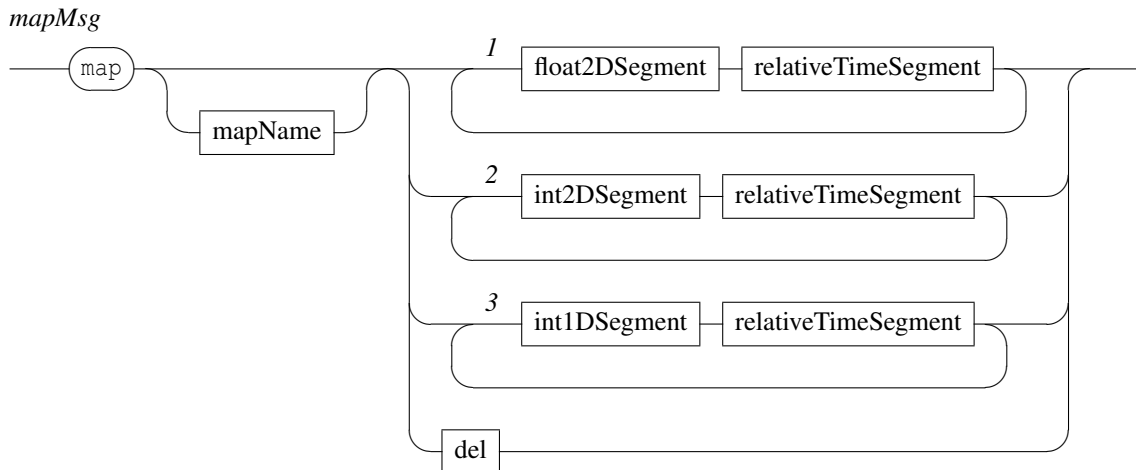 mapMsg
1
map float2DSegment relativeTimeSegment
mapName
2
int2DSegment relativeTimeSegment
3
int1DSegment relativeTimeSegment
del